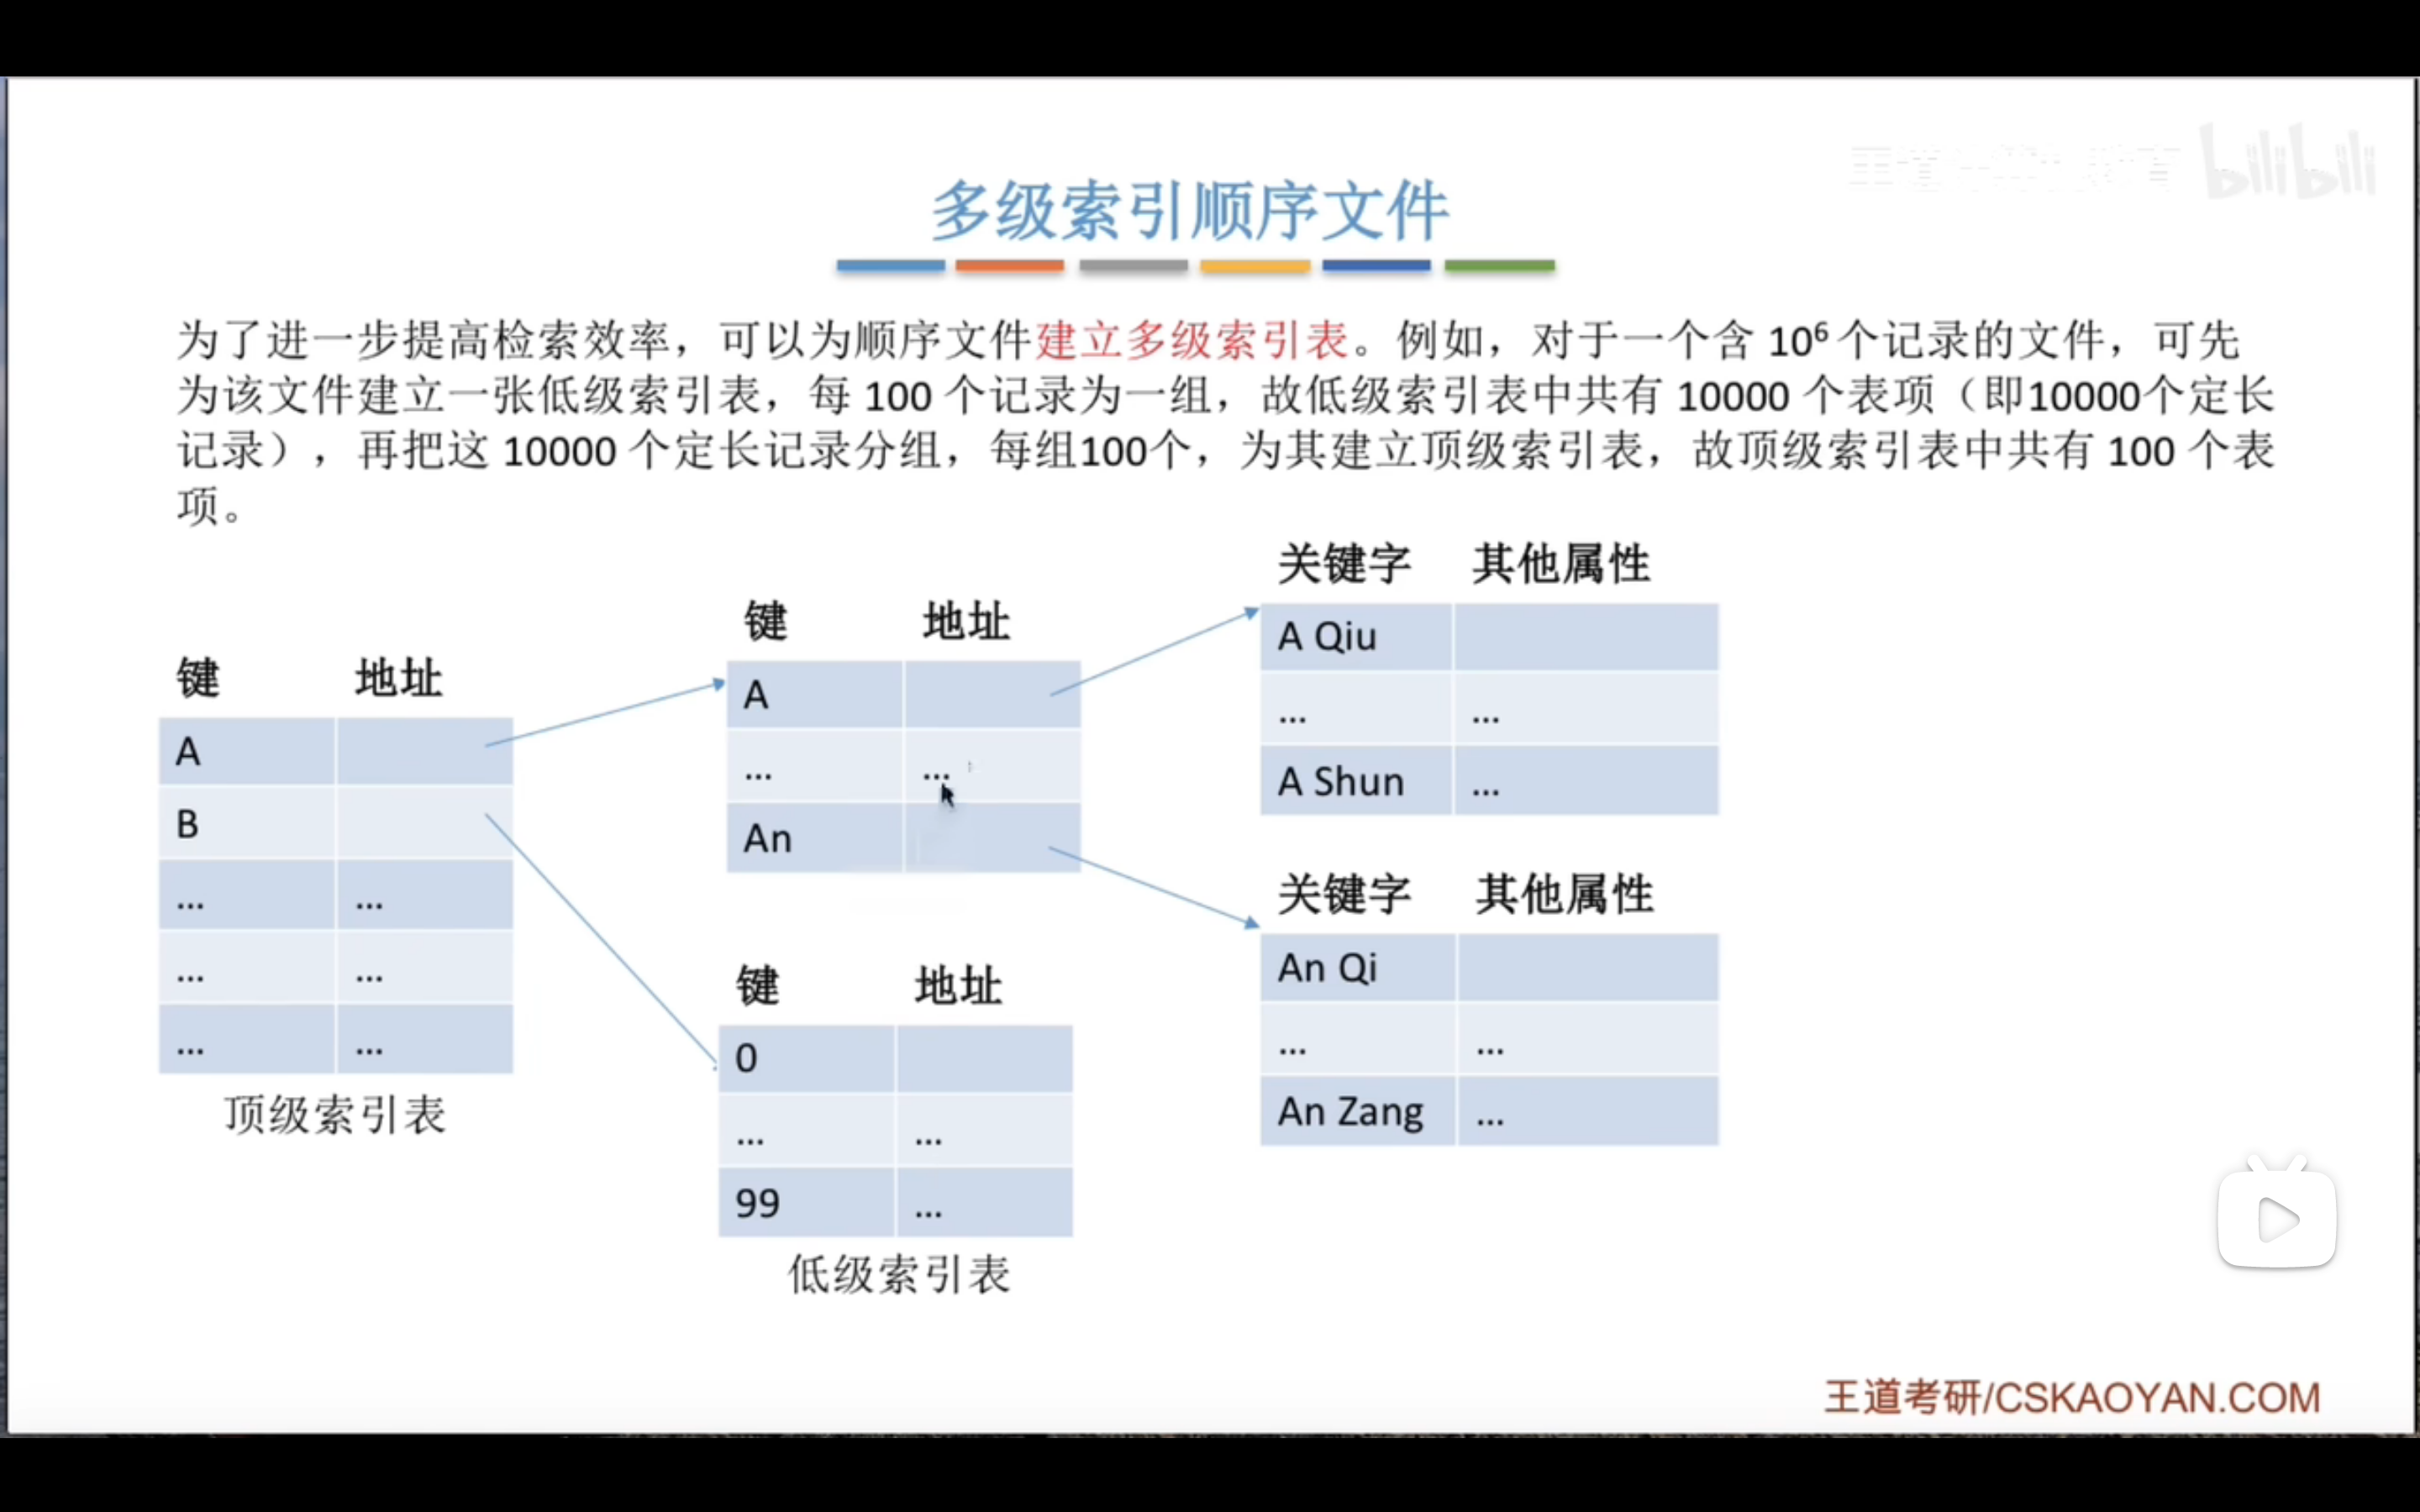 bilibili
多级索引顺序文件
为了进一步提高检索效率，可以为顺序文件建立多级索引表。例如，对于一个含 10⁶ 个记录的文件，可先
为该文件建立一张低级索引表，每 100 个记录为一组，故低级索引表中共有 10000 个表项（即10000个定长
记录），再把这 10000 个定长记录分组，每组100个，为其建立顶级索引表，故顶级索引表中共有 100 个表
项。
键 地址
A
B
... ...
... ...
... ...
顶级索引表
键 地址
A
... ...
An
键 地址
0
... ...
99 ...
低级索引表
关键字 其他属性
A Qiu
... ...
A Shun ...
关键字 其他属性
An Qi
... ...
An Zang ...
王道考研/CSKAOYAN.COM